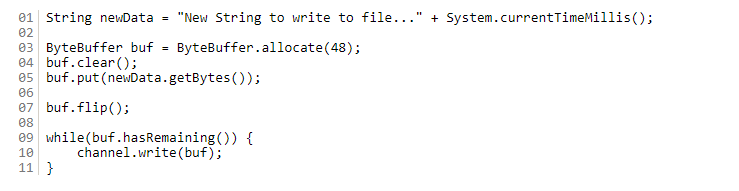 01 String newData = "New String to write to file..." + System.currentTimeMillis();
02
03 ByteBuffer buf = ByteBuffer.allocate(48);
04 buf.clear();
05 buf.put(newData.getBytes());
06
07 buf.flip();
08
09 while(buf.hasRemaining()) {
10     channel.write(buf);
11 }